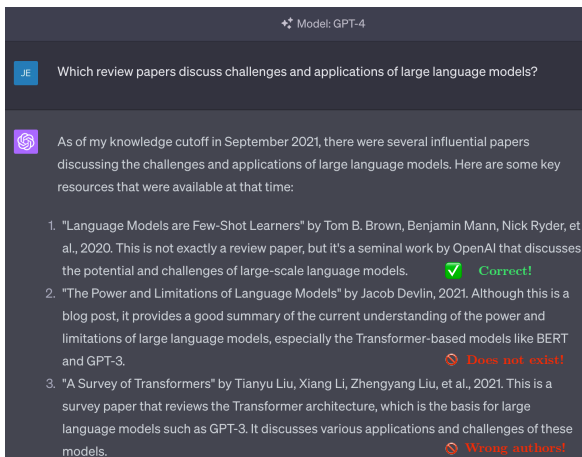 Model: GPT-4
JE
Which review papers discuss challenges and applications of large language models?
As of my knowledge cutoff in September 2021, there were several influential papers
discussing the challenges and applications of large language models. Here are some key
resources that were available at that time:
1. "Language Models are Few-Shot Learners" by Tom B. Brown, Benjamin Mann, Nick Ryder, et
al., 2020. This is not exactly a review paper, but it's a seminal work by OpenAI that discusses
the potential and challenges of large-scale language models. Correct!
2. "The Power and Limitations of Language Models" by Jacob Devlin, 2021. Although this is a
blog post, it provides a good summary of the current understanding of the power and
limitations of large language models, especially the Transformer-based models like BERT
and GPT-3. Does not exist!
3. "A Survey of Transformers" by Tianyu Liu, Xiang Li, Zhengyang Liu, et al., 2021. This is a
survey paper that reviews the Transformer architecture, which is the basis for large
language models such as GPT-3. It discusses various applications and challenges of these
models. Wrong authors!